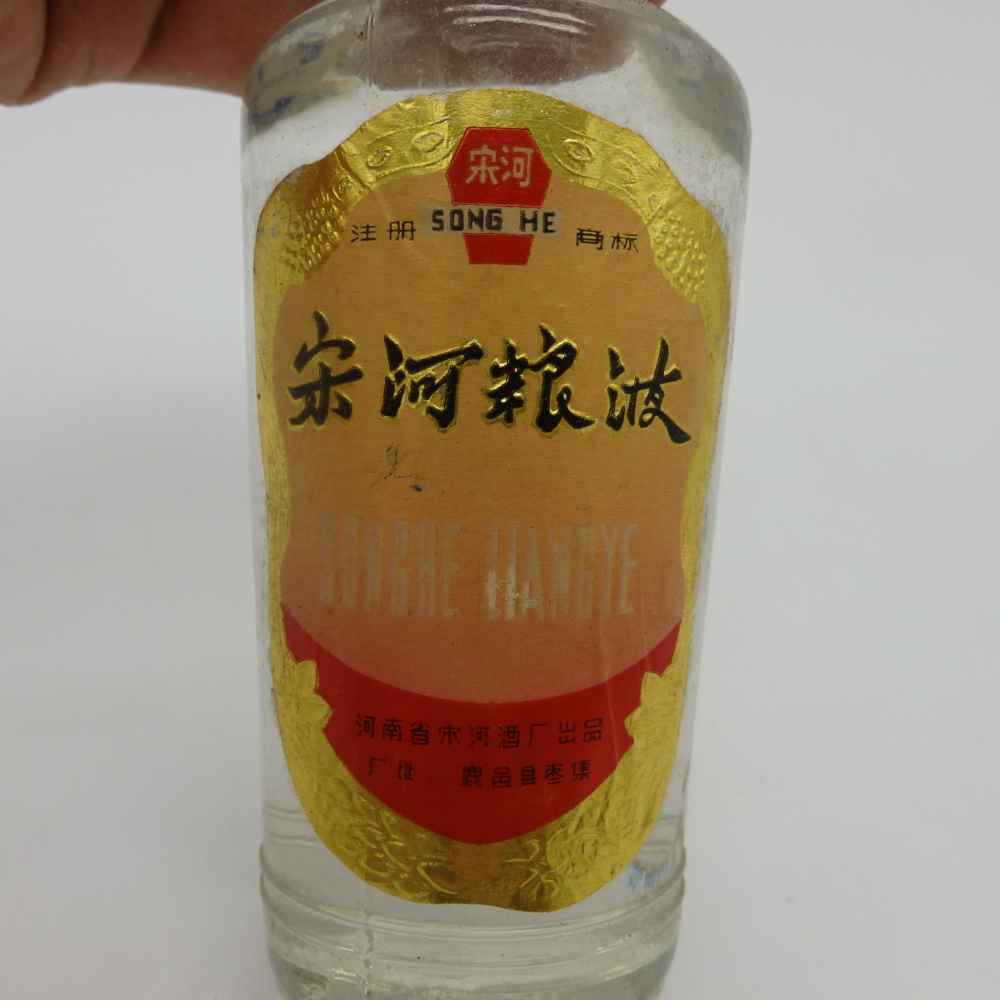 宋河
注册 SONG HE 商标
宋河粮液
SONGHE LIANGYE
河南省宋河酒厂出品
厂址 鹿邑县枣集